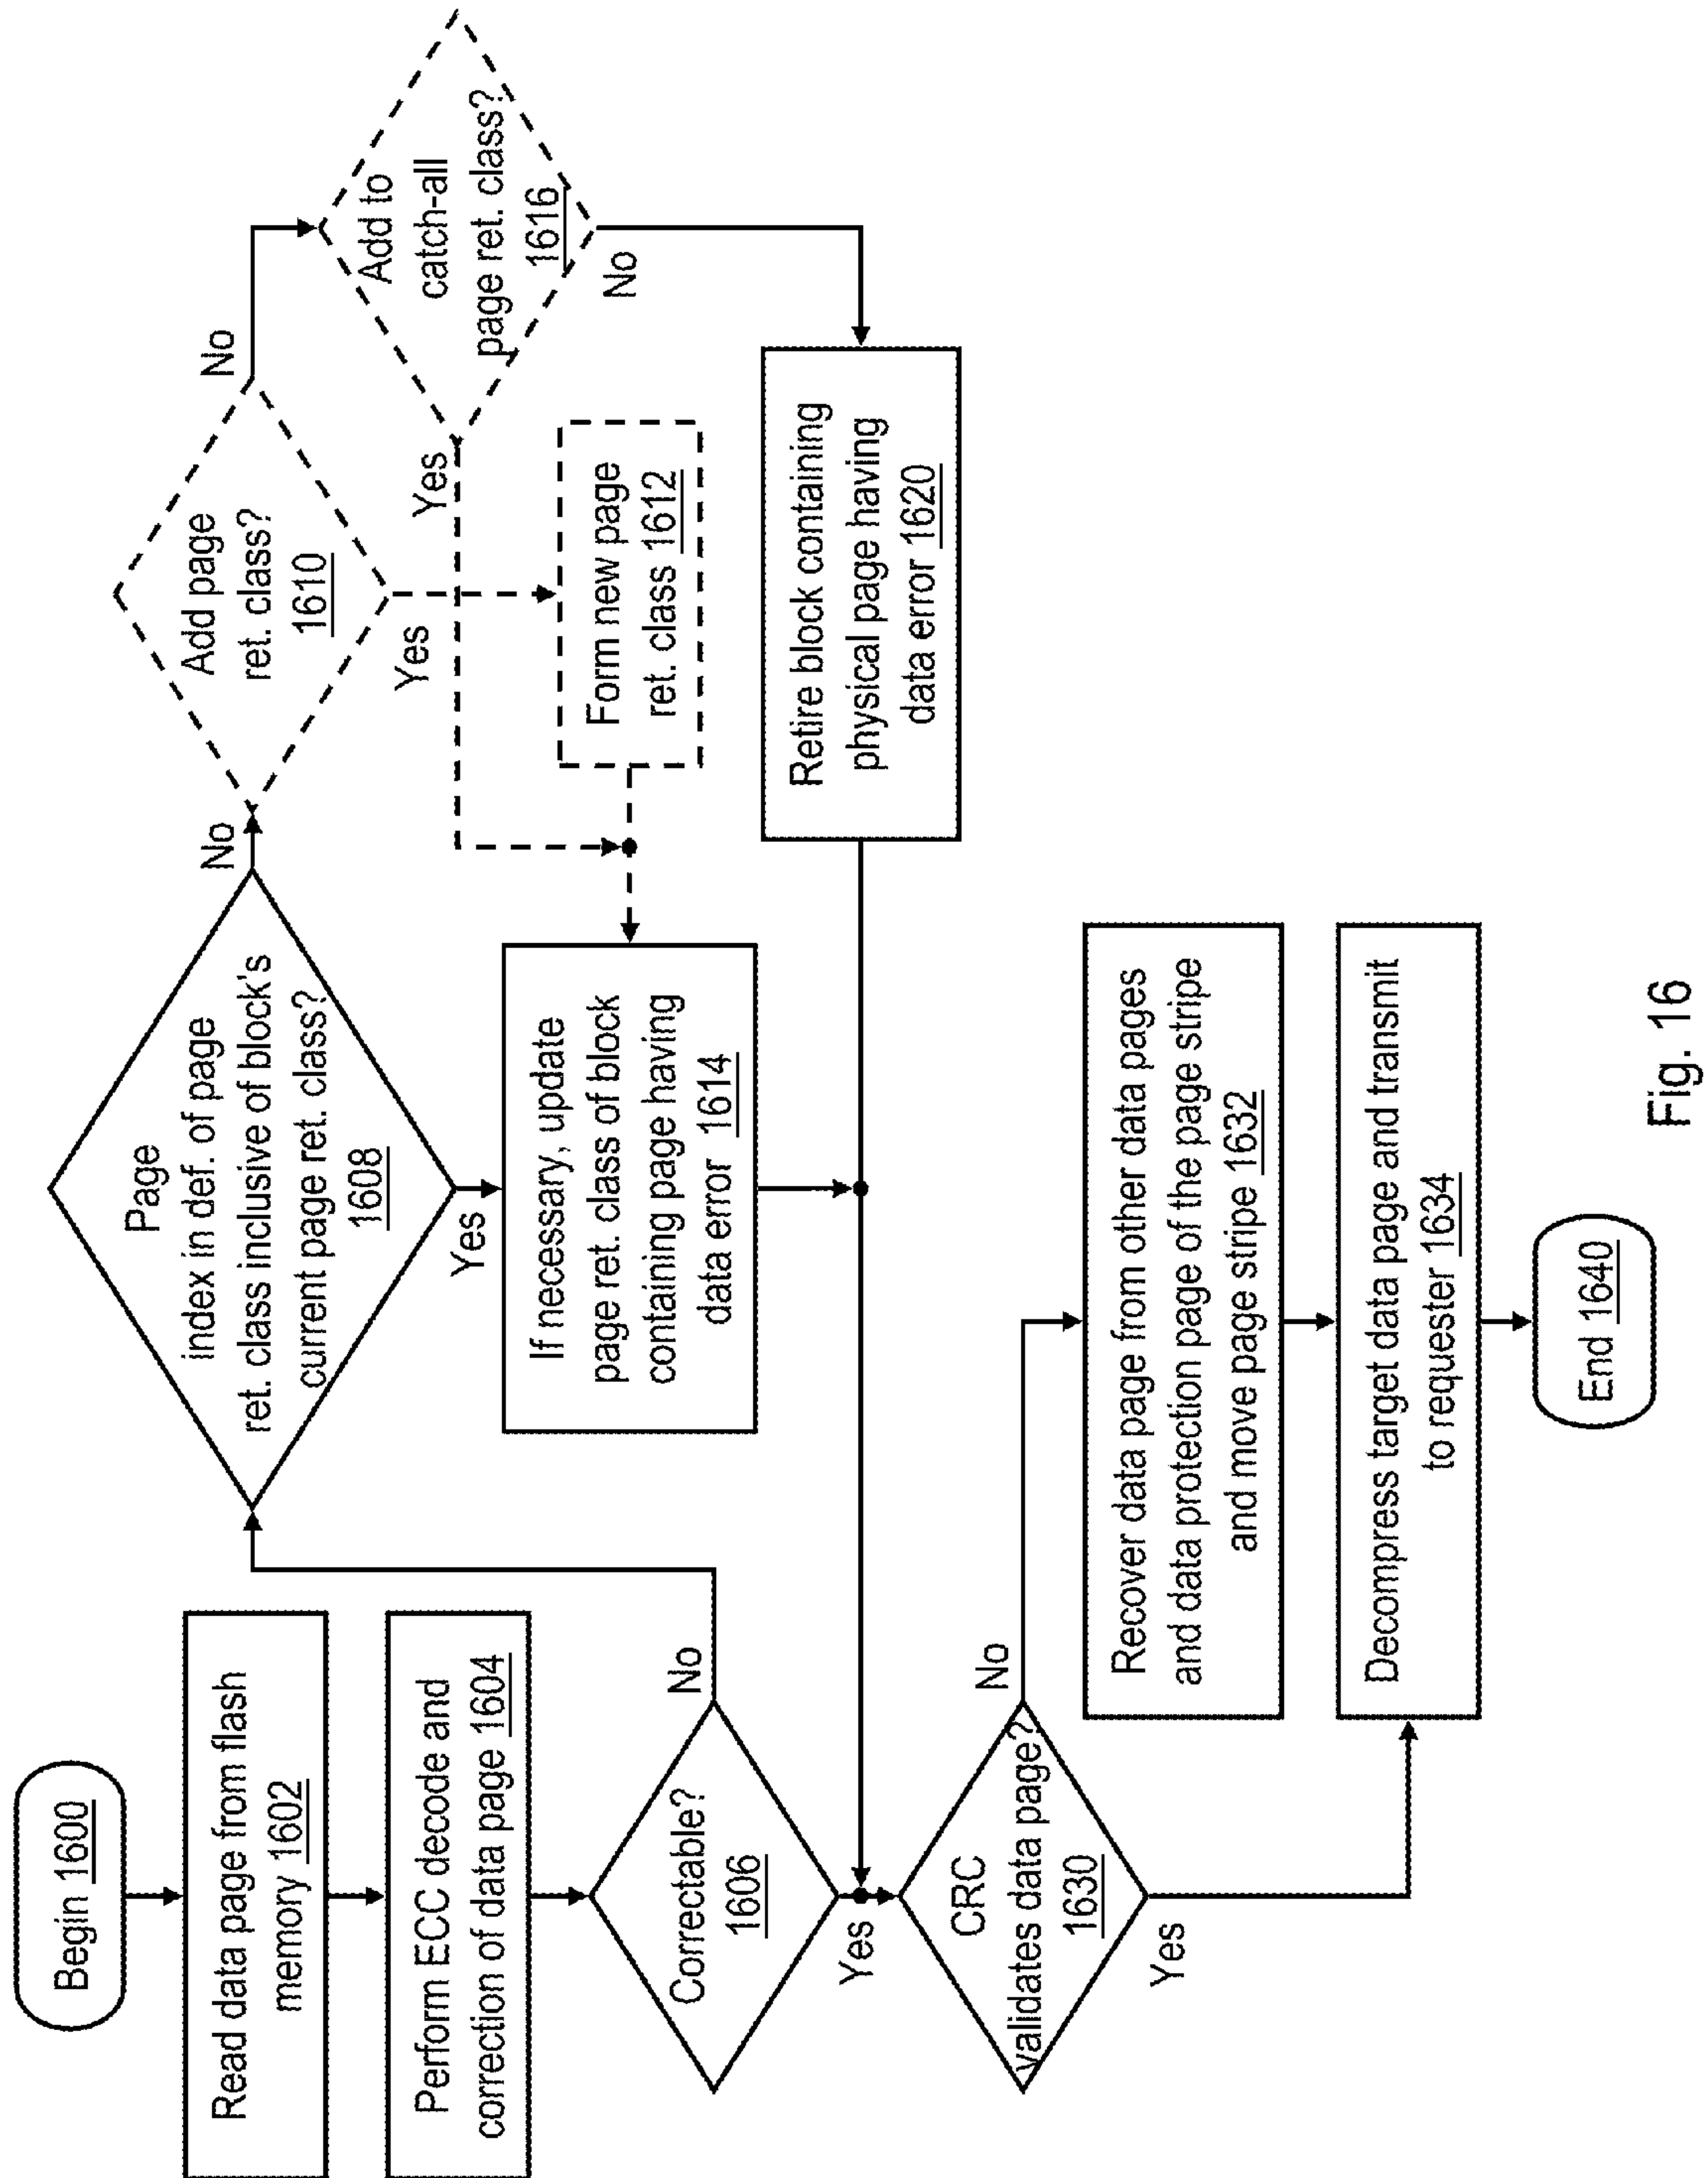 Begin 1600
Read data page from flash
memory 1602
Perform ECC decode and
correction of data page 1604
Correctable?
1606
No
Yes
Page
index in def. of page
ret. class inclusive of block's
current page ret. class?
1608
No
Yes
Add page
ret. class?
1610
No
Yes
Add to
catch-all
page ret. class?
1616
Yes
No
Form new page
ret. class 1612
If necessary, update
page ret. class of block
containing page having
data error 1614
Retire block containing
physical page having
data error 1620
CRC
validates data page?
1630
No
Yes
Recover data page from other data pages
and data protection page of the page stripe
and move page stripe 1632
Decompress target data page and transmit
to requester 1634
End 1640
Fig. 16